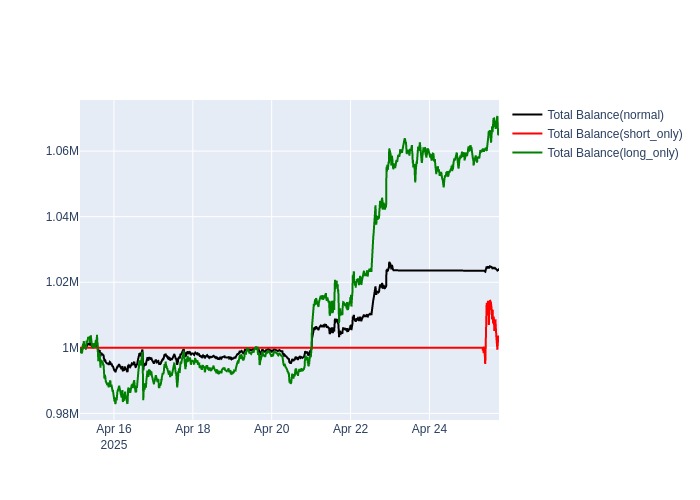 Total Balance(normal)
Total Balance(short_only)
Total Balance(long_only)
1.06M
1.04M
1.02M
1M
0.98M
Apr 16
2025
Apr 18
Apr 20
Apr 22
Apr 24